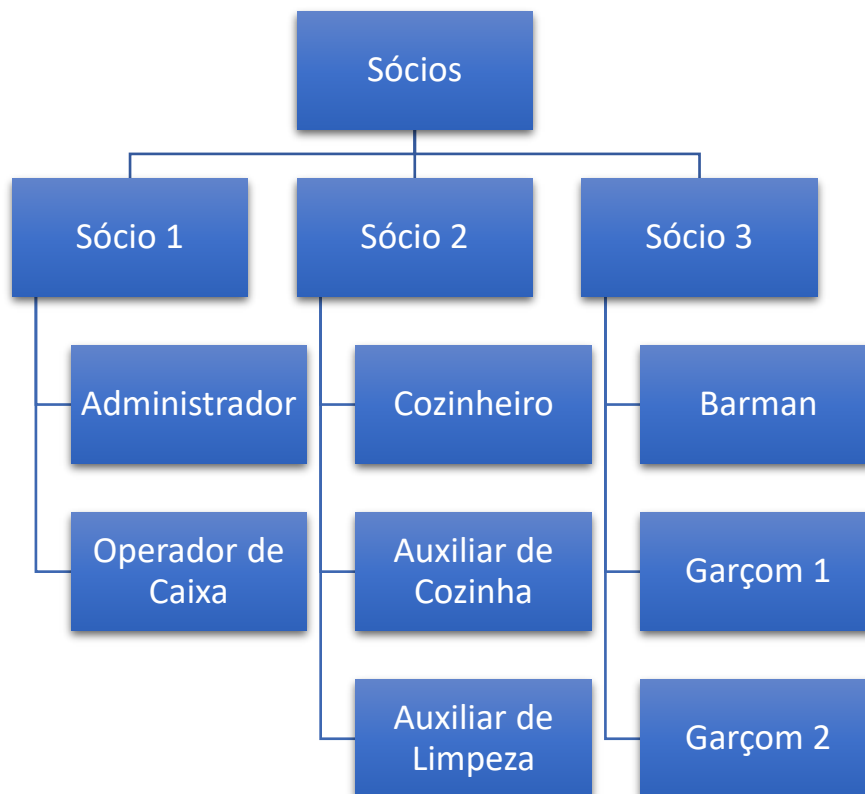 Sócios
Sócio 1
Sócio 2
Sócio 3
Administrador
Cozinheiro
Barman
Operador de
Caixa
Auxiliar de
Cozinha
Garçom 1
Auxiliar de
Limpeza
Garçom 2